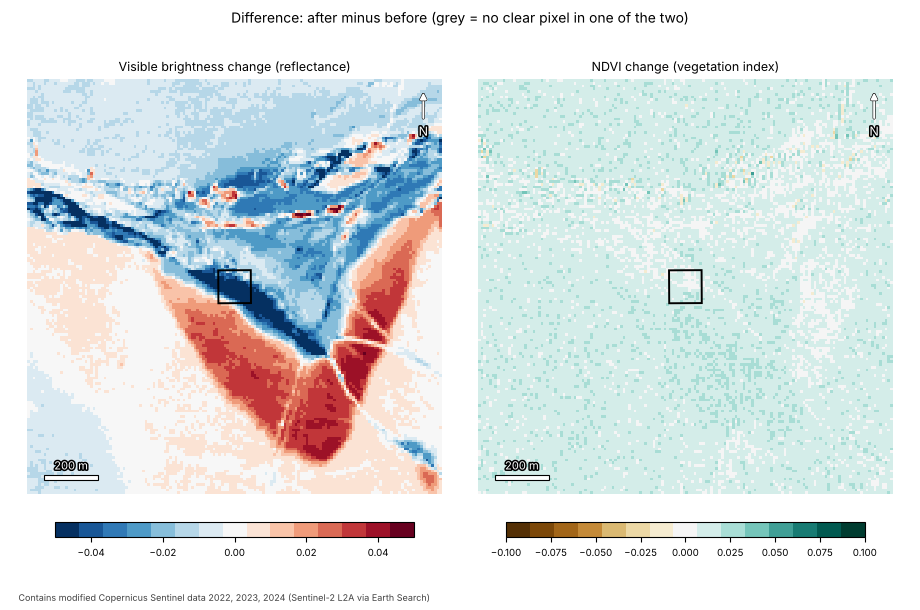 Difference: after minus before (grey = no clear pixel in one of the two)
Visible brightness change (reflectance)
NDVI change (vegetation index)
N
N
200 m
200 m
−0.04 −0.02 0.00 0.02 0.04
−0.100 −0.075 −0.050 −0.025 0.000 0.025 0.050 0.075 0.100
Contains modified Copernicus Sentinel data 2022, 2023, 2024 (Sentinel-2 L2A via Earth Search)